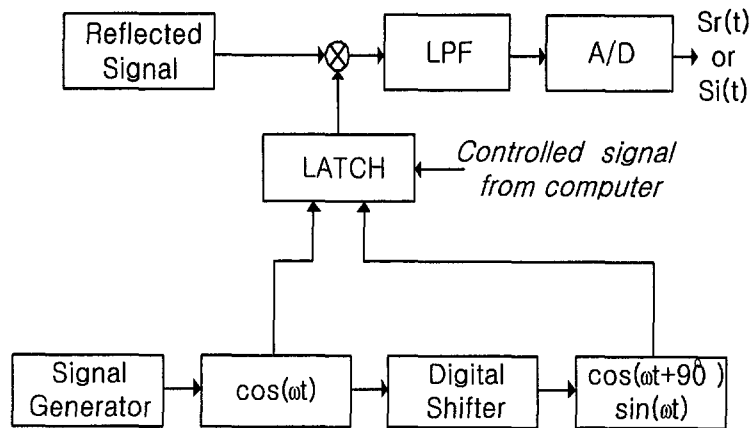 Reflected
Signal
LPF
A/D
Sr(t)
or
Si(t)
LATCH
Controlled signal
from computer
Signal
Generator
cos(ωt)
Digital
Shifter
cos(ωt+90°)
sin(ωt)